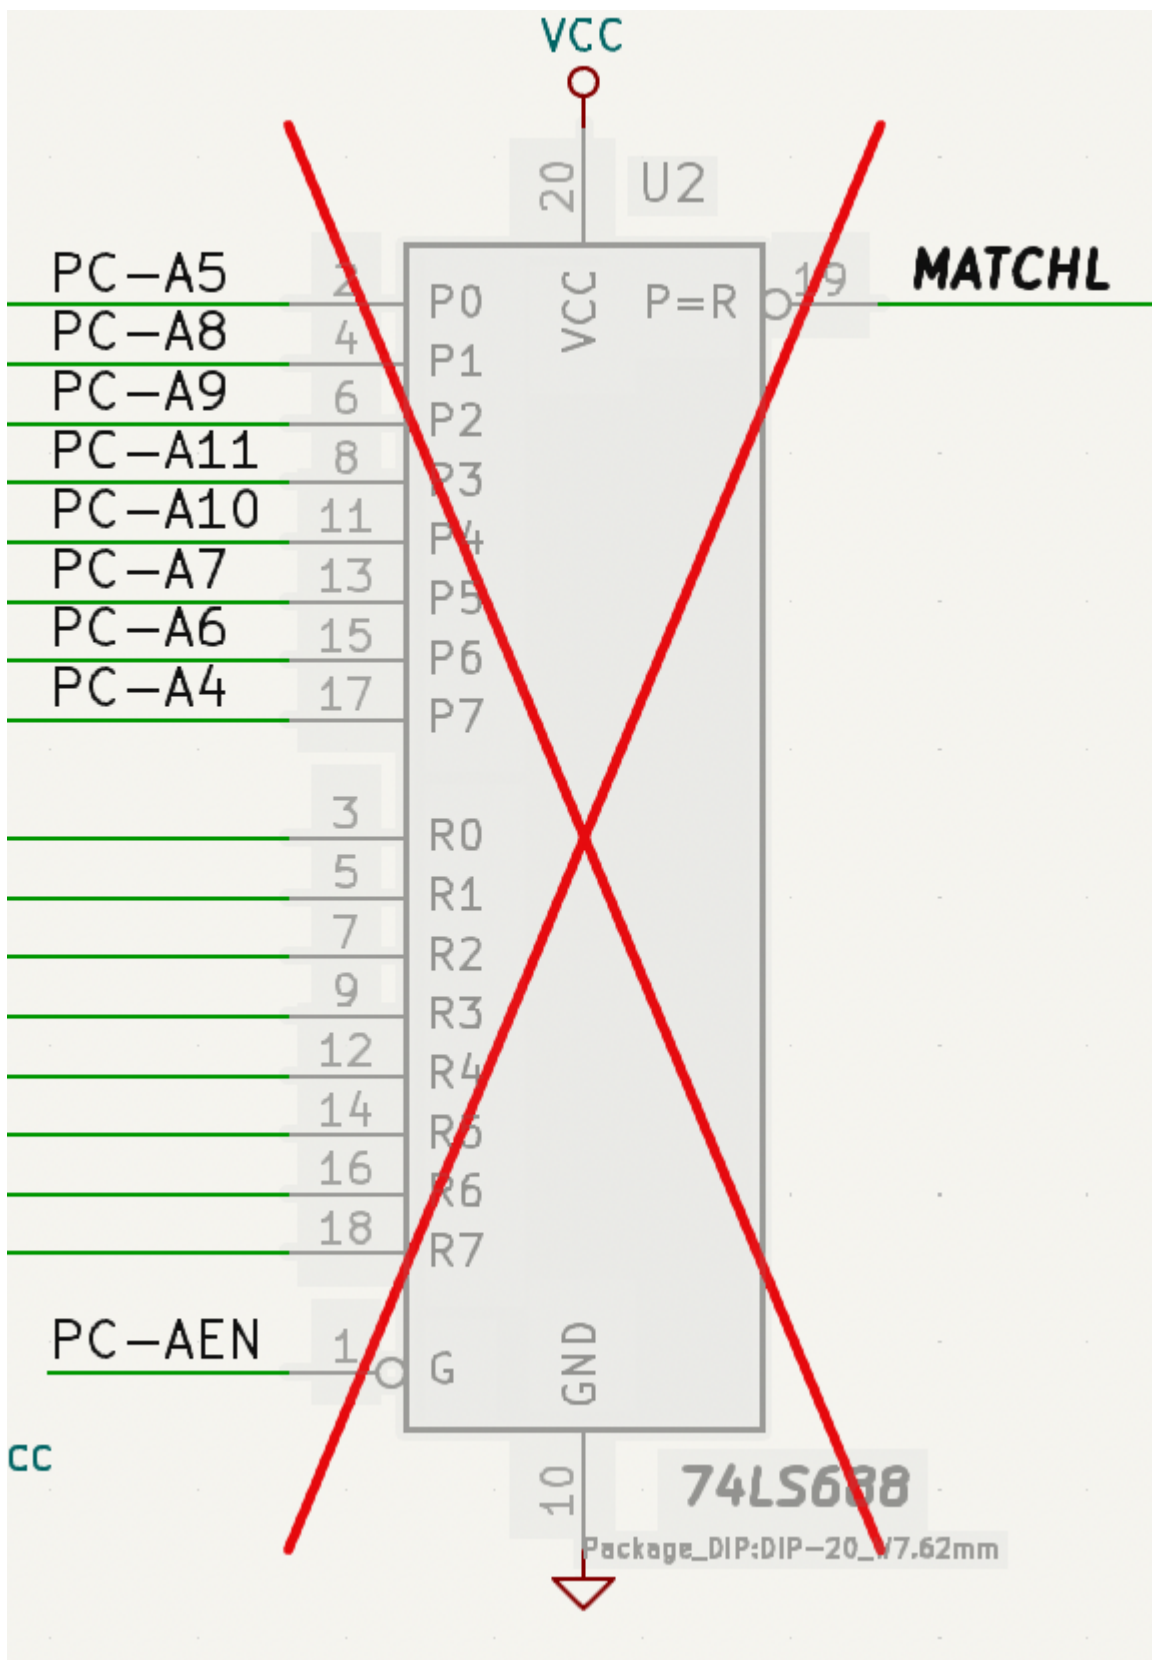 VCC
20
U2
PC-A5
2
P0
VCC
P=R
19
MATCHL
PC-A8
4
P1
PC-A9
6
P2
PC-A11
8
P3
PC-A10
11
P4
PC-A7
13
P5
PC-A6
15
P6
PC-A4
17
P7
3
R0
5
R1
7
R2
9
R3
12
R4
14
R5
16
R6
18
R7
PC-AEN
1
G
GND
CC
10
74LS688
Package_DIP:DIP-20_W7.62mm